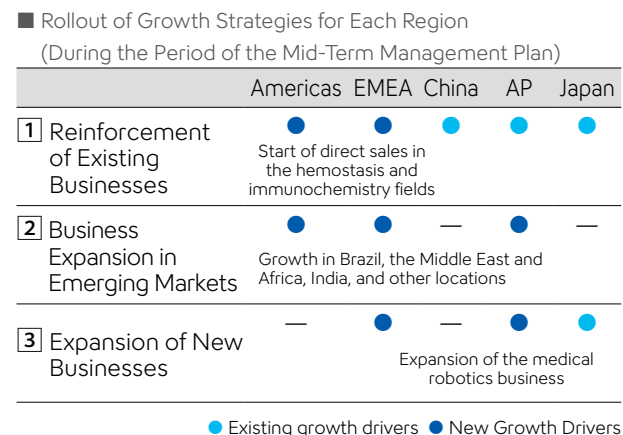 ■ Rollout of Growth Strategies for Each Region
(During the Period of the Mid-Term Management Plan)
Americas EMEA China AP Japan
1 Reinforcement
of Existing
Businesses
● ● ● ● ●
Start of direct sales in
the hemostasis and
immunochemistry fields
2 Business
Expansion in
Emerging Markets
● ● — ● —
Growth in Brazil, the Middle East and
Africa, India, and other locations
3 Expansion of New
Businesses
— ● — ● ●
Expansion of the medical
robotics business
● Existing growth drivers ● New Growth Drivers